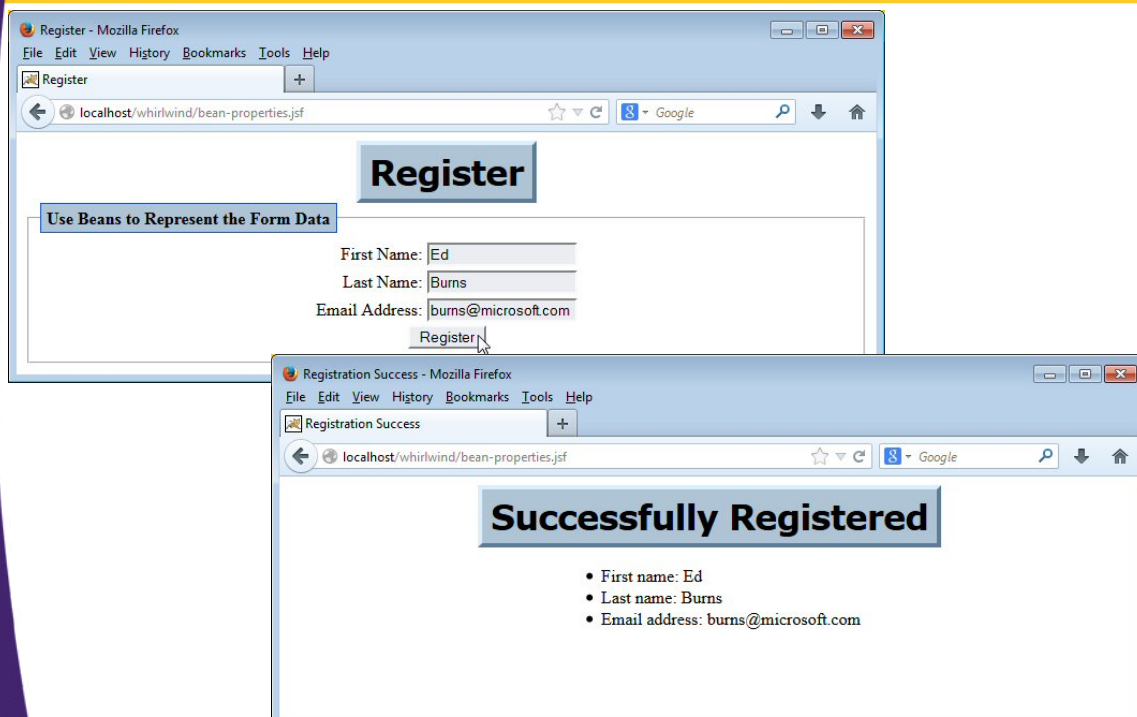 Register - Mozilla Firefox
File Edit View History Bookmarks Tools Help
Register +
localhost/whirlwind/bean-properties.jsf 8 Google
Register
Use Beans to Represent the Form Data
First Name: Ed
Last Name: Burns
Email Address: burns@microsoft.com
Register
Registration Success - Mozilla Firefox
File Edit View History Bookmarks Tools Help
Registration Success +
localhost/whirlwind/bean-properties.jsf 8 Google
Successfully Registered
• First name: Ed
• Last name: Burns
• Email address: burns@microsoft.com